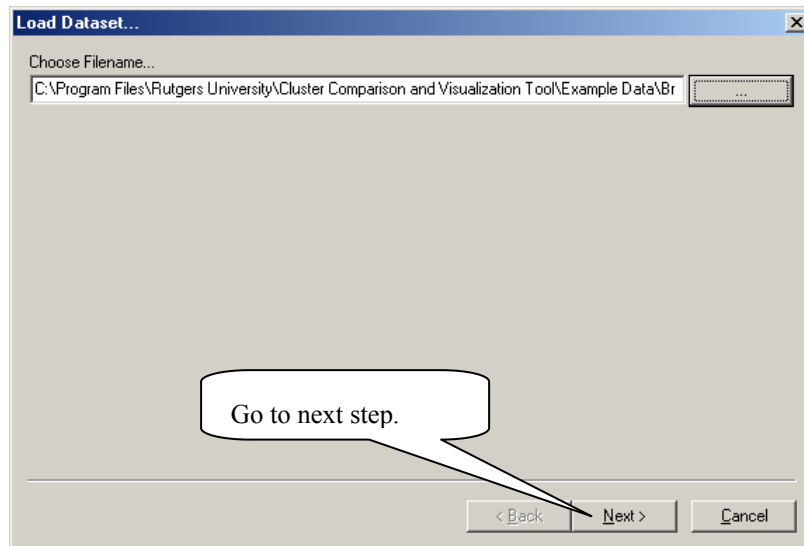 Load Dataset...
Choose Filename...
C:\Program Files\Rutgers University\Cluster Comparison and Visualization Tool\Example Data\Br
...
Go to next step.
< Back
Next >
Cancel